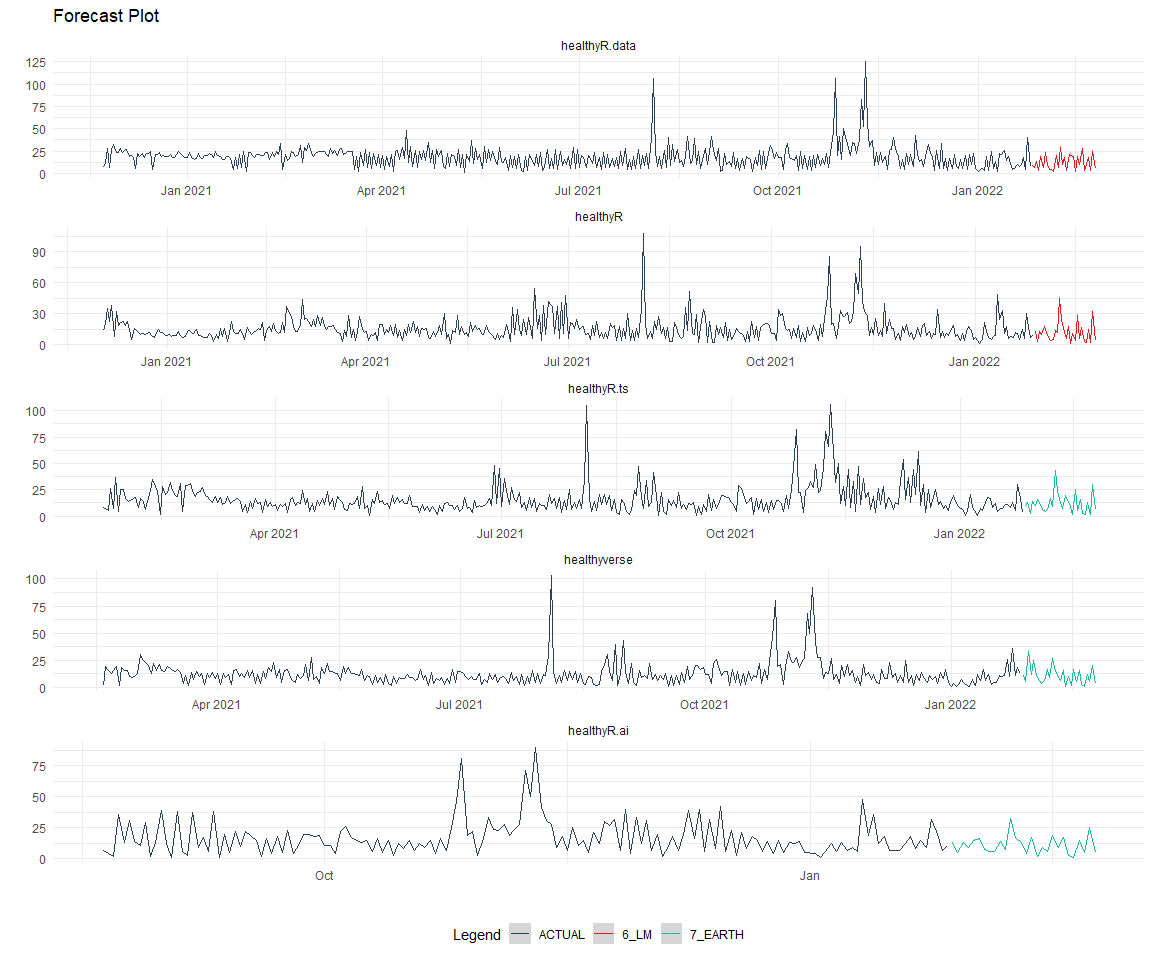 Forecast Plot
healthyR.data
125
100
75
50
25
0
Jan 2021 Apr 2021 Jul 2021 Oct 2021 Jan 2022
healthyR
90
60
30
0
Jan 2021 Apr 2021 Jul 2021 Oct 2021 Jan 2022
healthyR.ts
100
75
50
25
0
Apr 2021 Jul 2021 Oct 2021 Jan 2022
healthyverse
100
75
50
25
0
Apr 2021 Jul 2021 Oct 2021 Jan 2022
healthyR.ai
75
50
25
0
Oct Jan
Legend ACTUAL 6_LM 7_EARTH